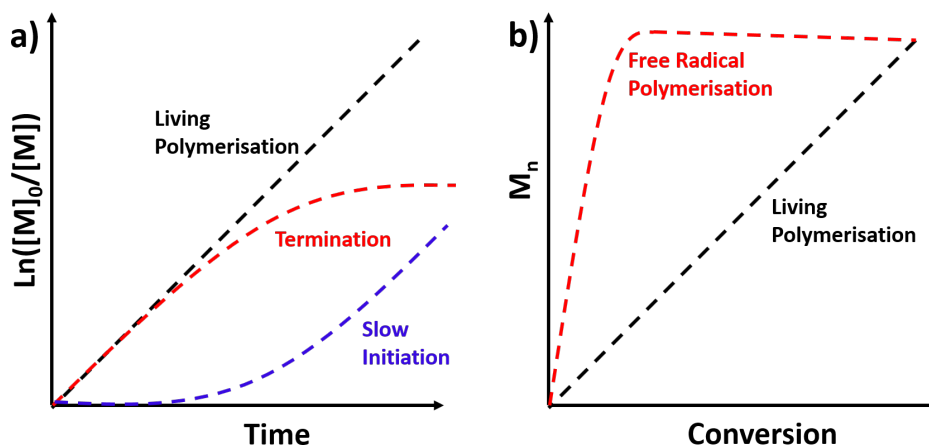 a)
Ln([M]0/[M])
Living
Polymerisation
Termination
Slow
Initiation
Time
b)
Mn
Free Radical
Polymerisation
Living
Polymerisation
Conversion